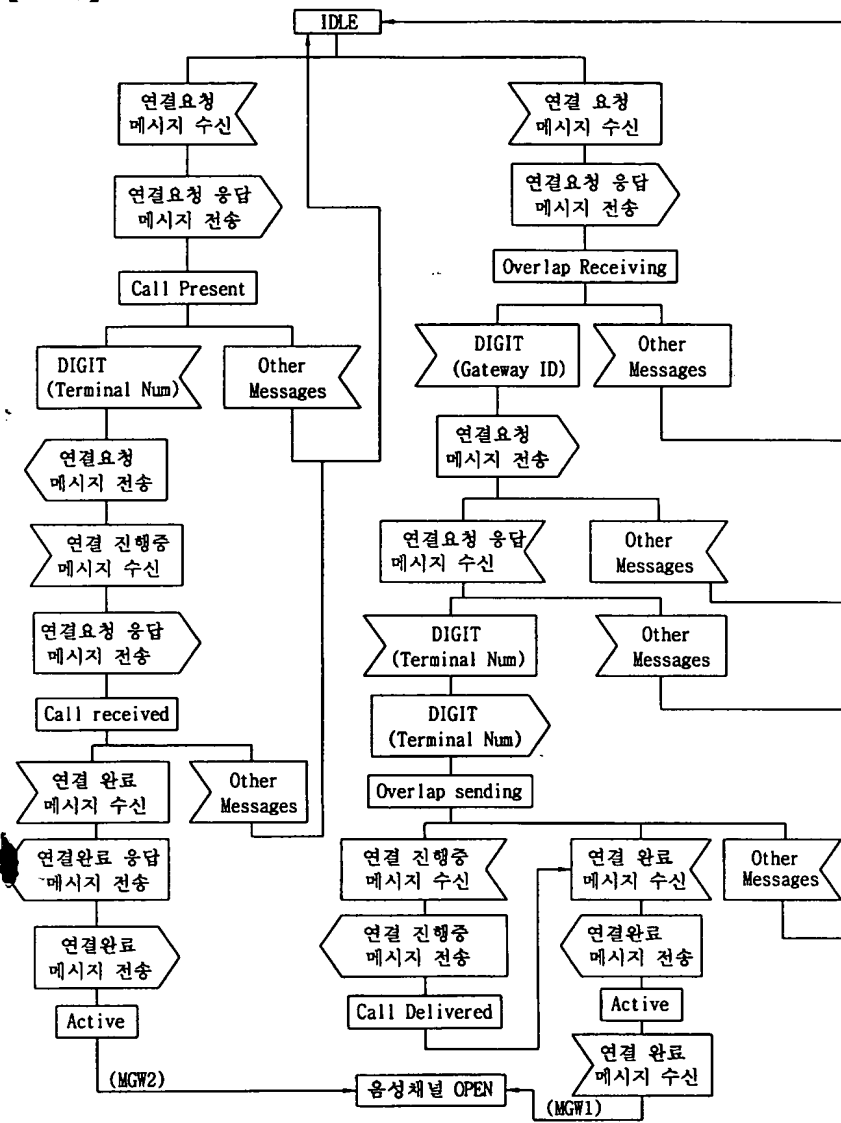 IDLE
연결요청
메시지 수신
연결 요청
메시지 수신
연결요청 응답
메시지 전송
연결요청 응답
메시지 전송
Call Present
Overlap Receiving
DIGIT
(Terminal Num)
Other
Messages
DIGIT
(Gateway ID)
Other
Messages
연결요청
메시지 전송
연결요청
메시지 전송
연결 진행중
메시지 수신
연결요청 응답
메시지 수신
Other
Messages
연결요청 응답
메시지 전송
DIGIT
(Terminal Num)
Other
Messages
Call received
DIGIT
(Terminal Num)
연결 완료
메시지 수신
Other
Messages
Overlap sending
연결완료 응답
메시지 전송
연결 진행중
메시지 수신
연결 완료
메시지 수신
Other
Messages
연결완료
메시지 전송
연결 진행중
메시지 전송
연결완료
메시지 전송
Active
Call Delivered
Active
연결 완료
메시지 수신
(MGW2)
음성채널 OPEN
(MGW1)